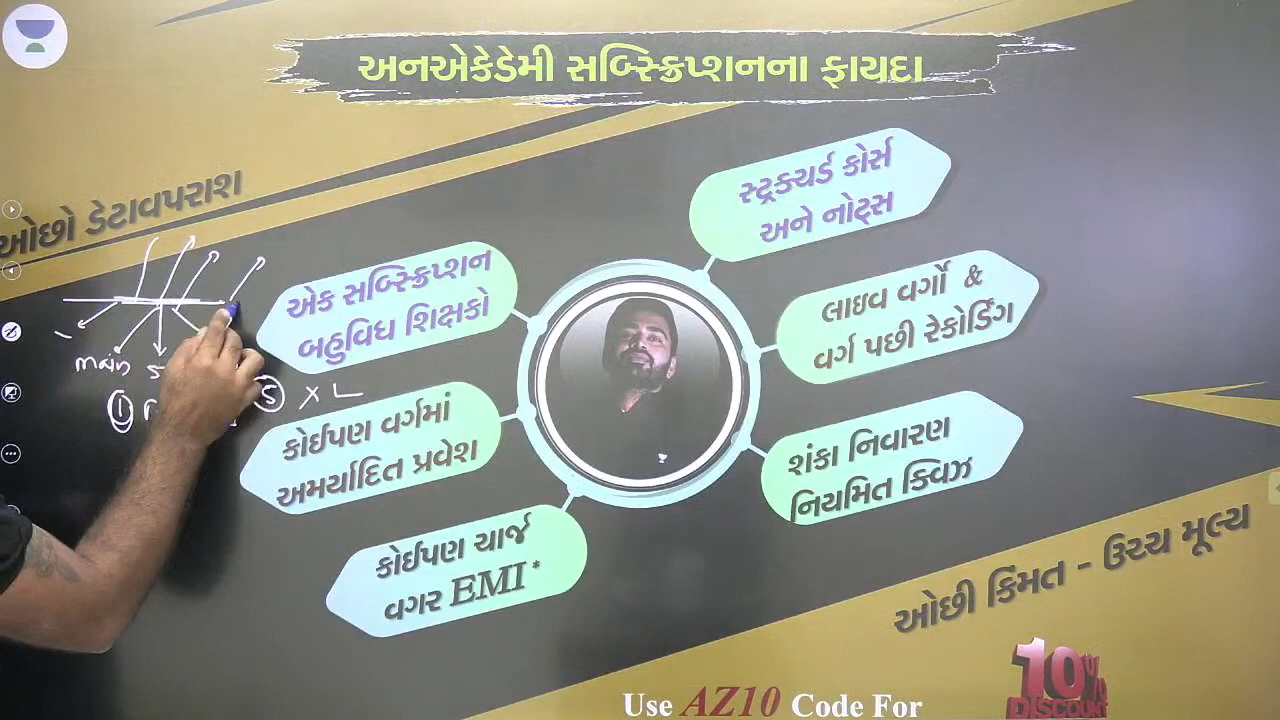 અનએકેડેમી સબ્સ્ક્રિપ્શનના ફાયદા
ઓછો ડેટાવપરાશ
સ્ટ્રક્ચર્ડ કોર્સ
અને નોટ્સ
એક સબ્સ્ક્રિપ્શન
બહુવિધ શિક્ષકો
લાઇવ વર્ગો &
વર્ગ પછી રેકોર્ડિંગ
main
① 
⑤ X L
કોઈપણ વર્ગમાં
અમર્યાદિત પ્રવેશ
શંકા નિવારણ
નિયમિત ક્વિઝ
કોઈપણ ચાર્જ
વગર EMI*
ઓછી કિંમત - ઉચ્ચ મૂલ્ય
10%
DISCOUNT
Use AZ10 Code For